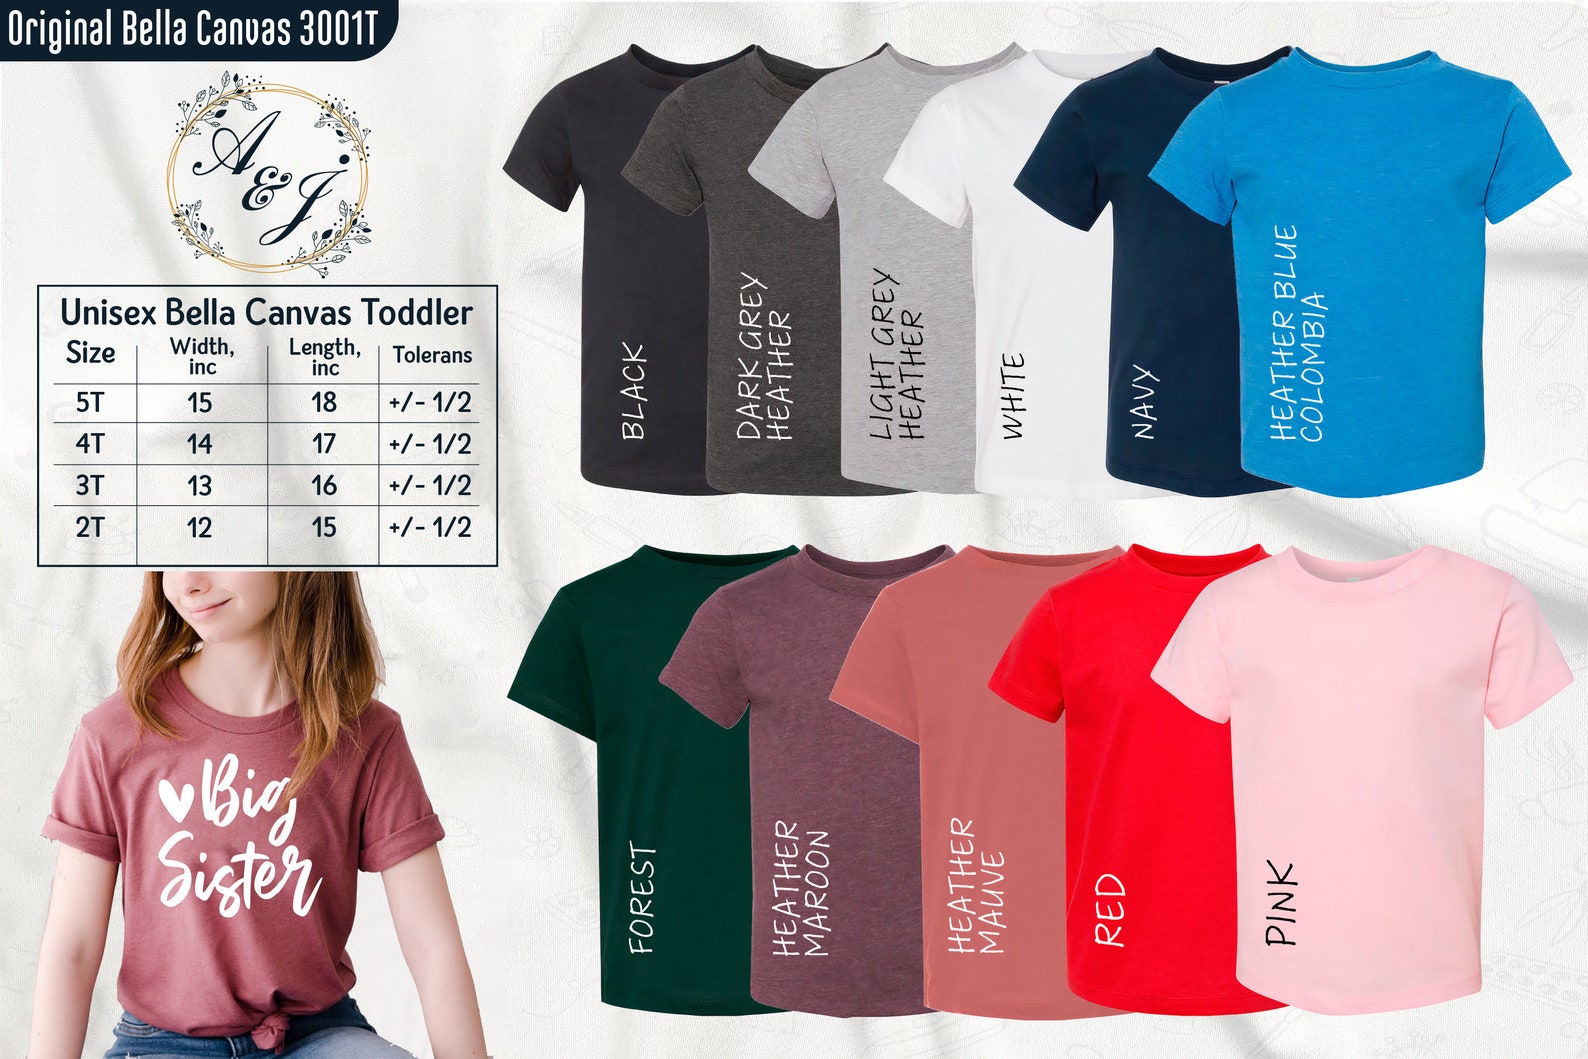 Original Bella Canvas 3001T
A & J
Unisex Bella Canvas Toddler
Size Width, inc Length, inc Tolerans
5T 15 18 +/- 1/2
4T 14 17 +/- 1/2
3T 13 16 +/- 1/2
2T 12 15 +/- 1/2
Big
Sister
BLACK
DARK GREY
HEATHER
LIGHT GREY
HEATHER
WHITE
NAVY
HEATHER BLUE
COLOMBIA
FOREST
HEATHER
MAROON
HEATHER
MAUVE
RED
PINK